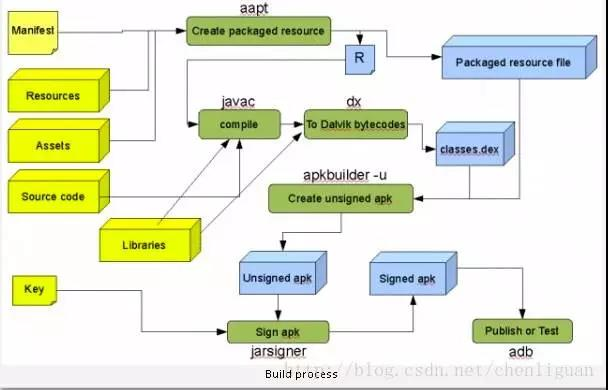 aapt
Manifest
Create packaged resource
R
Packaged resource file
Resources
javac
dx
compile
To Dalvik bytecodes
Assets
classes.dex
apkbuilder -u
Source code
Create unsigned apk
Libraries
Unsigned apk
Signed apk
Key
Sign apk
Publish or Test
jarsigner
adb
Build process
http://blog.csdn.net/chenliguan